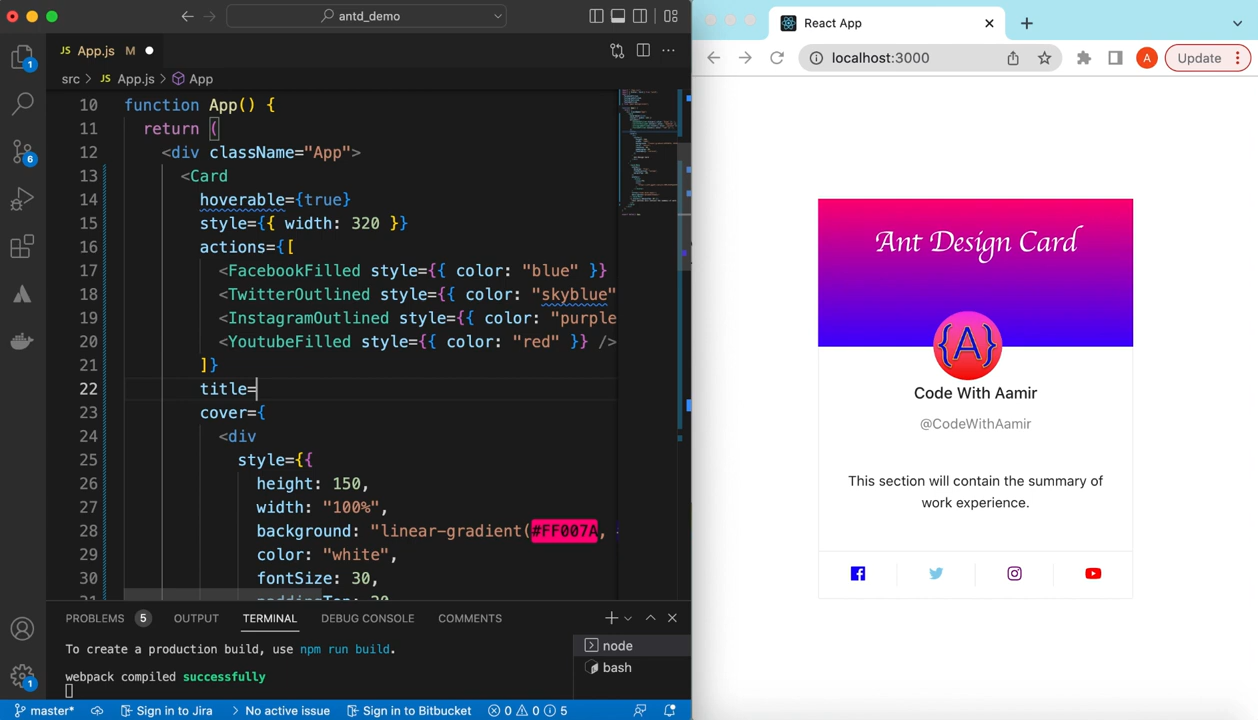 antd_demo
JS App.js M
src > JS App.js > App
10 function App() {
11 return (
12 <div className="App">
13 <Card
14 hoverable={true}
15 style={{ width: 320 }}
16 actions={[
17 <FacebookFilled style={{ color: "blue" }}
18 <TwitterOutlined style={{ color: "skyblue"
19 <InstagramOutlined style={{ color: "purple
20 <YoutubeFilled style={{ color: "red" }} />
21 ]}
22 title=
23 cover={
24 <div
25 style={{
26 height: 150,
27 width: "100%",
28 background: "linear-gradient(#FF007A,
29 color: "white",
30 fontSize: 30,
PROBLEMS 5 OUTPUT TERMINAL DEBUG CONSOLE COMMENTS
To create a production build, use npm run build.
webpack compiled successfully
node
bash
1
6
1
master* Sign in to Jira No active issue Sign in to Bitbucket 0 0 5
React App
localhost:3000
A Update
Ant Design Card
{A}
Code With Aamir
@CodeWithAamir
This section will contain the summary of
work experience.